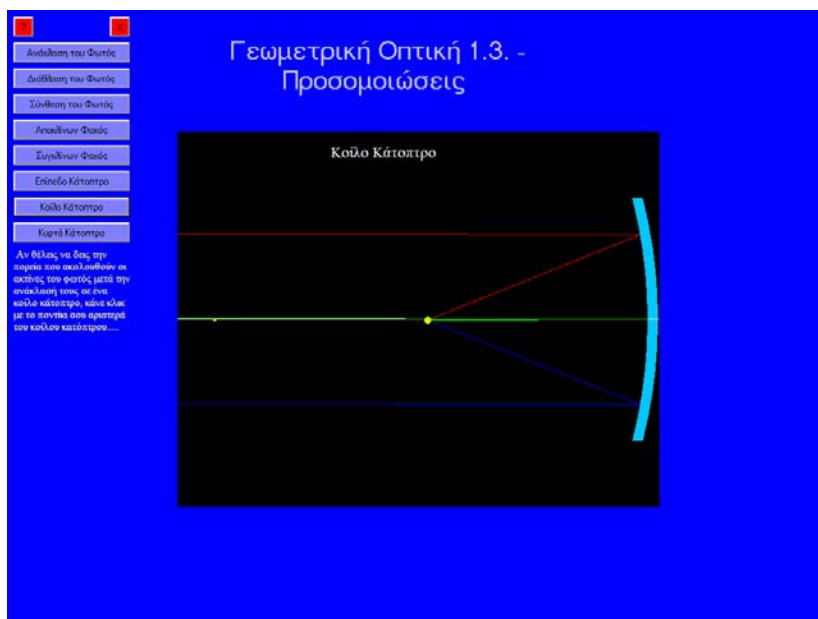 ?
X
Γεωμετρική Οπτική 1.3. -
Προσομοιώσεις
Ανάκλαση του Φωτός
Διάθλαση του Φωτός
Σύνθεση του Φωτός
Αποκλίνων Φακός
Συγκλίνων Φακός
Επίπεδο Κάτοπτρο
Κοίλο Κάτοπτρο
Κυρτό Κάτοπτρο
Αν θέλεις να δεις την
πορεία που ακολουθούν οι
ακτίνες του φωτός μετά την
ανάκλασή τους σε ένα
κοίλο κάτοπτρο, κάνε κλικ
με το ποντίκι σου αριστερά
του κοίλου κατόπτρου.....
Κοίλο Κάτοπτρο